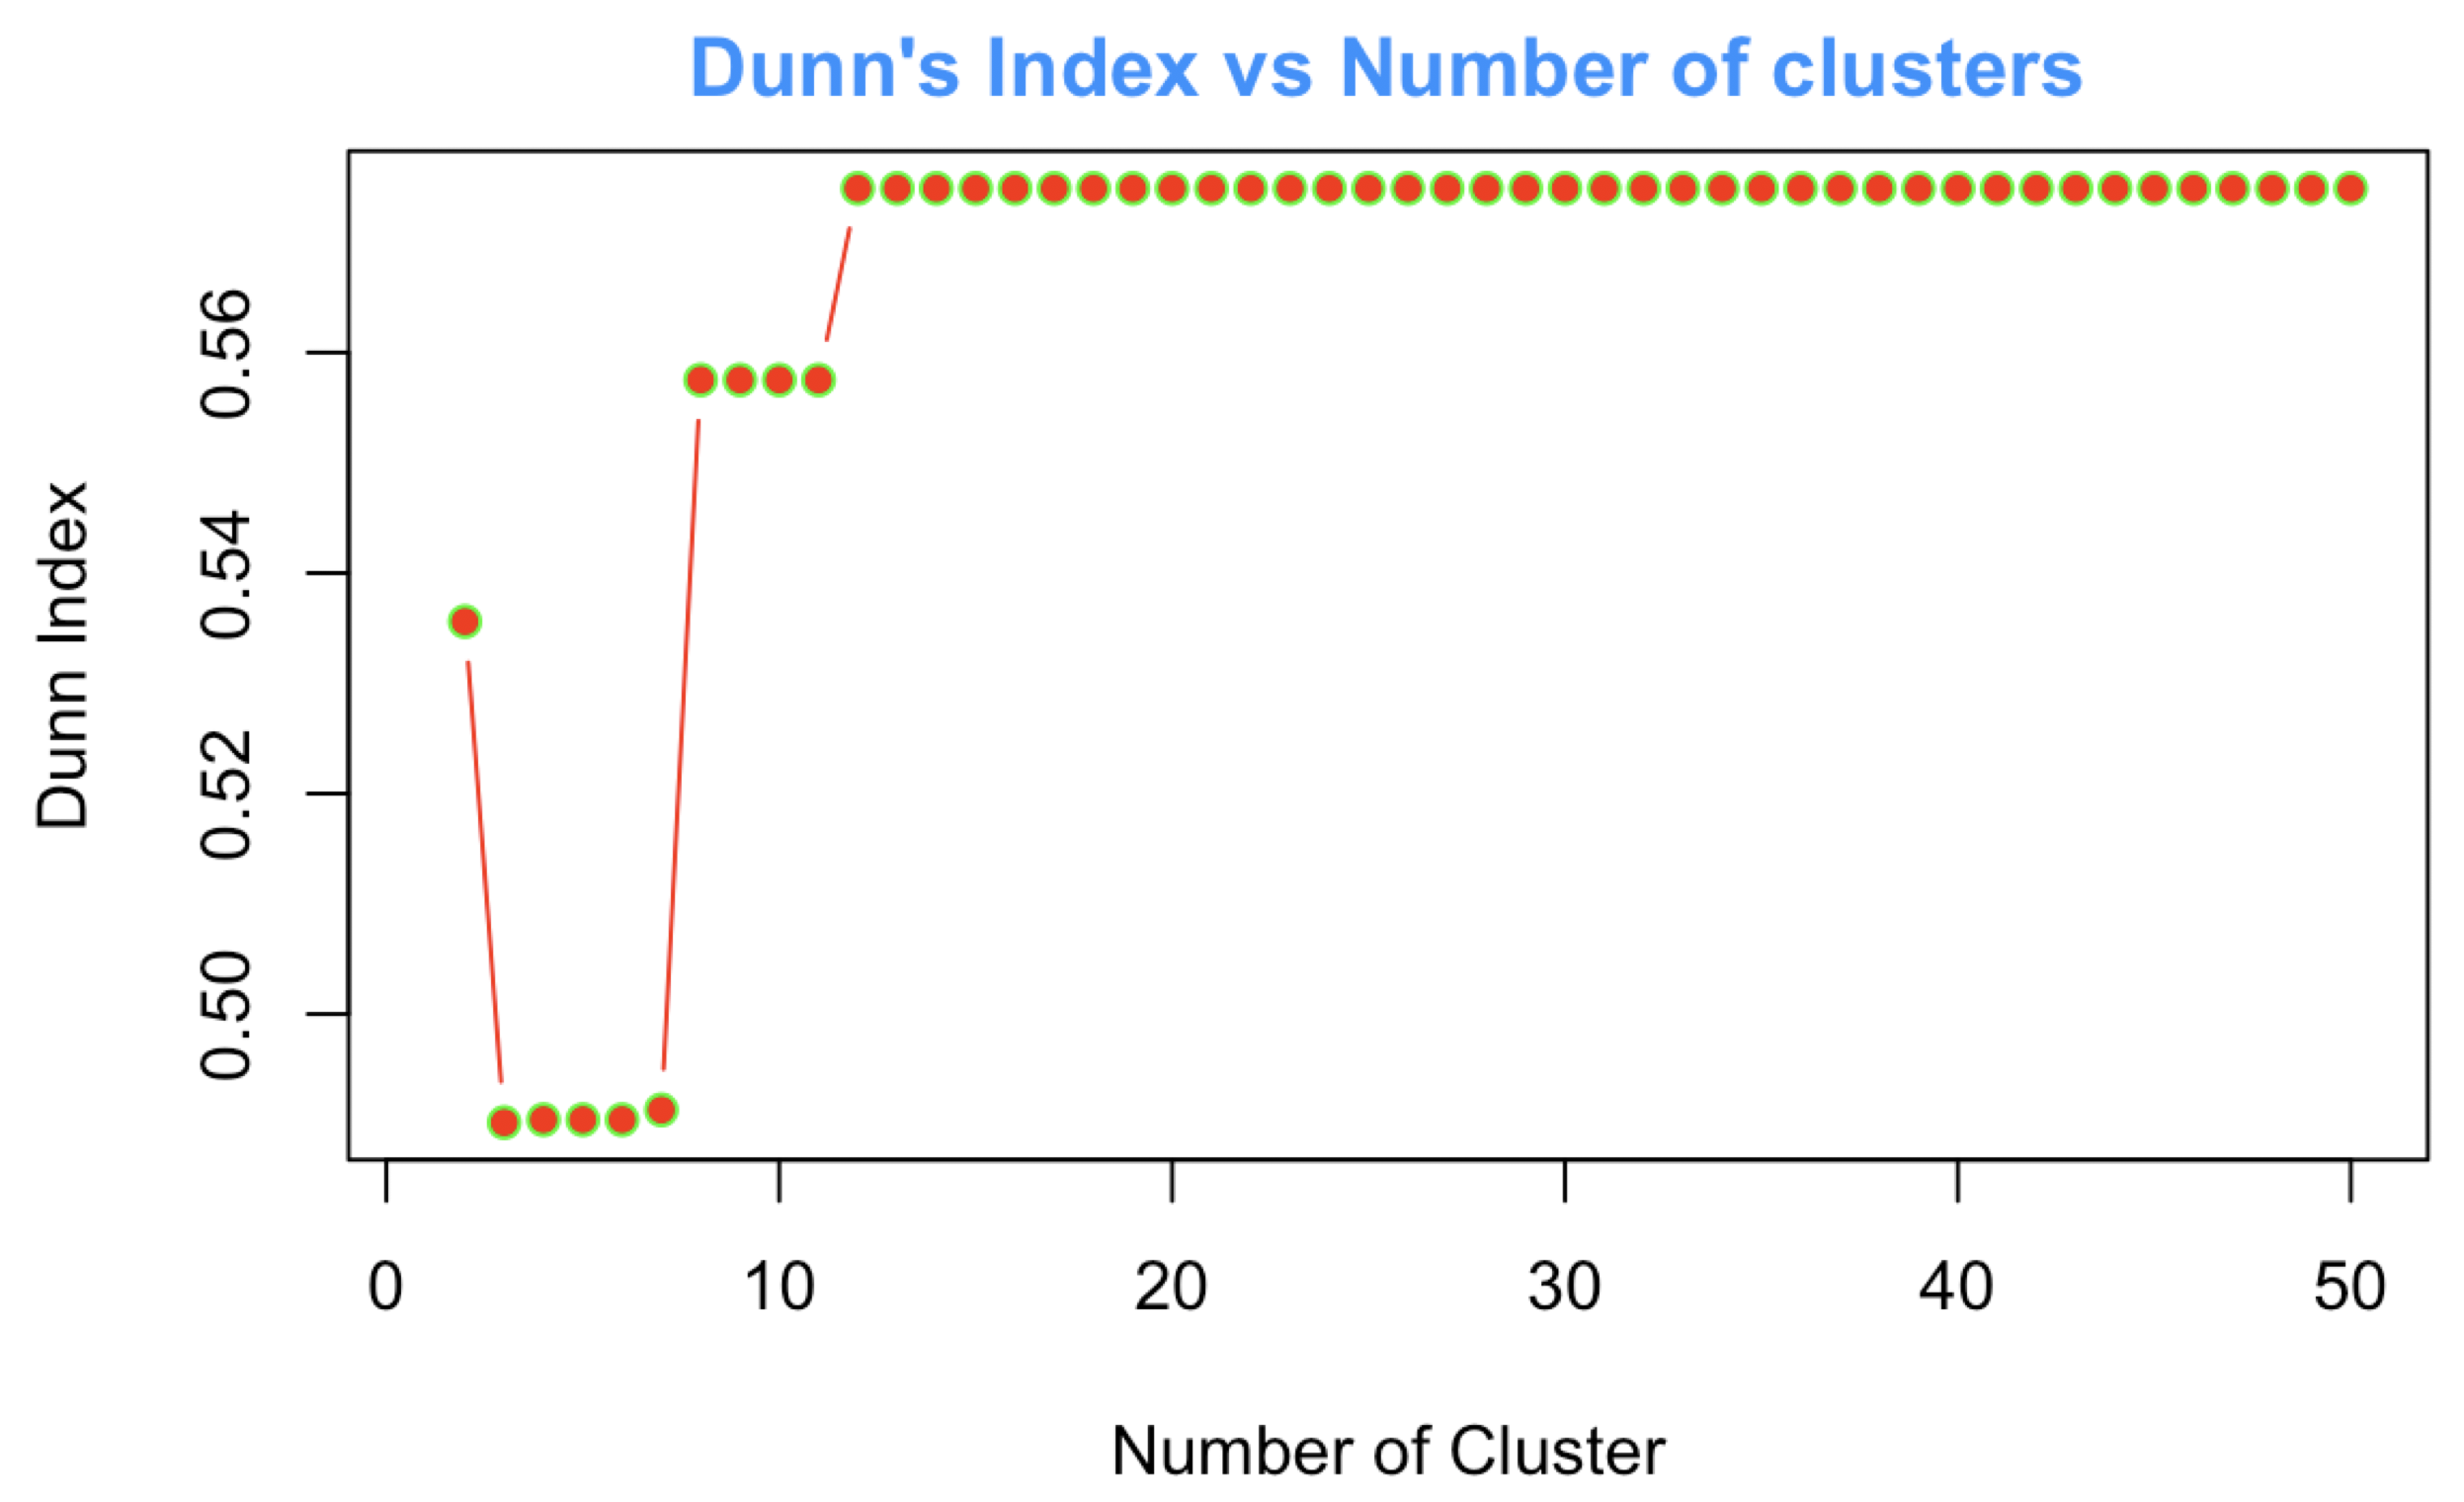 Dunn's Index vs Number of clusters
Dunn Index
0.56
0.54
0.52
0.50
0 10 20 30 40 50
Number of Cluster